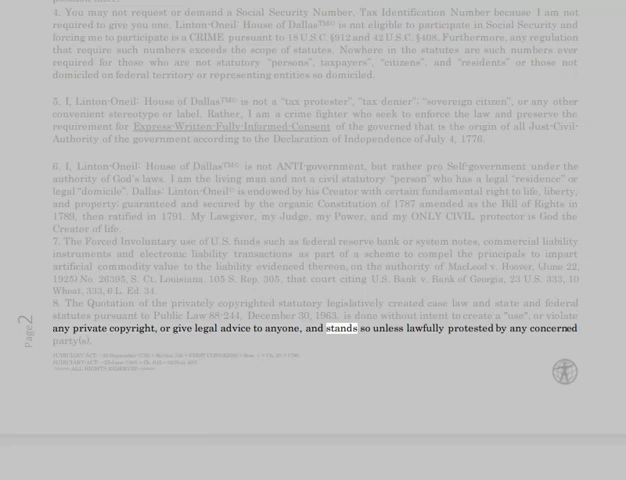 4. You may not request or demand a Social Security Number, Tax Identification Number because I am not
required to give you one. Linton-Oneil: House of Dallas™© is not eligible to participate in Social Security and
forcing me to participate is a CRIME pursuant to 18 U.S.C. §912 and 42 U.S.C. §408. Furthermore, any regulation
that require such numbers exceeds the scope of statutes. Nowhere in the statutes are such numbers ever
required for those who are not statutory “persons”, taxpayers”, “citizens”, and “residents” or those not
domiciled on federal territory or representing entities so domiciled.
5. I, Linton-Oneil: House of Dallas™© is not a “tax protester”, “tax denier”; “sovereign citizen”, or any other
convenient stereotype or label. Rather, I am a crime fighter who seek to enforce the law and preserve the
requirement for Express-Written-Fully-Informed-Consent of the governed that is the origin of all Just-Civil-
Authority of the government according to the Declaration of Independence of July 4, 1776.
6. I, Linton-Oneil: House of Dallas™© is not ANTI-government, but rather pro Self-government under the
authority of God’s laws. I am the living man and not a civil statutory “person” who has a legal “residence” or
legal “domicile”. Dallas: Linton-Oneil© is endowed by his Creator with certain fundamental right to life, liberty,
and property; guaranteed and secured by the organic Constitution of 1787 amended as the Bill of Rights in
1789, then ratified in 1791. My Lawgiver, my Judge, my Power, and my ONLY CIVIL protector is God the
Creator of life.
7. The Forced Involuntary use of U.S. funds such as federal reserve bank or system notes, commercial liability
instruments and electronic liability transactions as part of a scheme to compel the principals to impart
artificial commodity value to the liability evidenced thereon, on the authority of MacLeod v. Hoover, (June 22,
1925) No. 26395, S. Ct. Louisiana. 105 S. Rep. 305, that court citing U.S. Bank v. Bank of Georgia, 23 U.S. 333, 10
Wheat. 333, 6 L. Ed. 34.
8. The Quotation of the privately copyrighted statutory legislatively created case law and state and federal
statutes pursuant to Public Law 88-244, December 30, 1963, is done without intent to create a "use", or violate
any private copyright, or give legal advice to anyone, and stands so unless lawfully protested by any concerned
party(s).
Page2